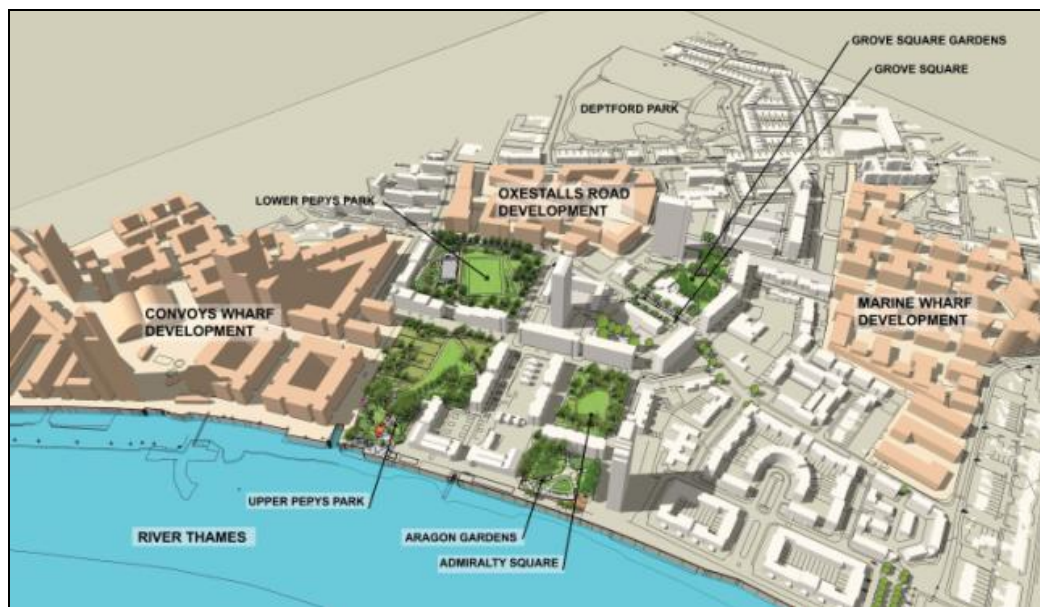 GROVE SQUARE GARDENS
GROVE SQUARE
DEPTFORD PARK
LOWER PEPYS PARK
OXESTALLS ROAD
DEVELOPMENT
CONVOYS WHARF
DEVELOPMENT
MARINE WHARF
DEVELOPMENT
UPPER PEPYS PARK
RIVER THAMES
ARAGON GARDENS
ADMIRALTY SQUARE